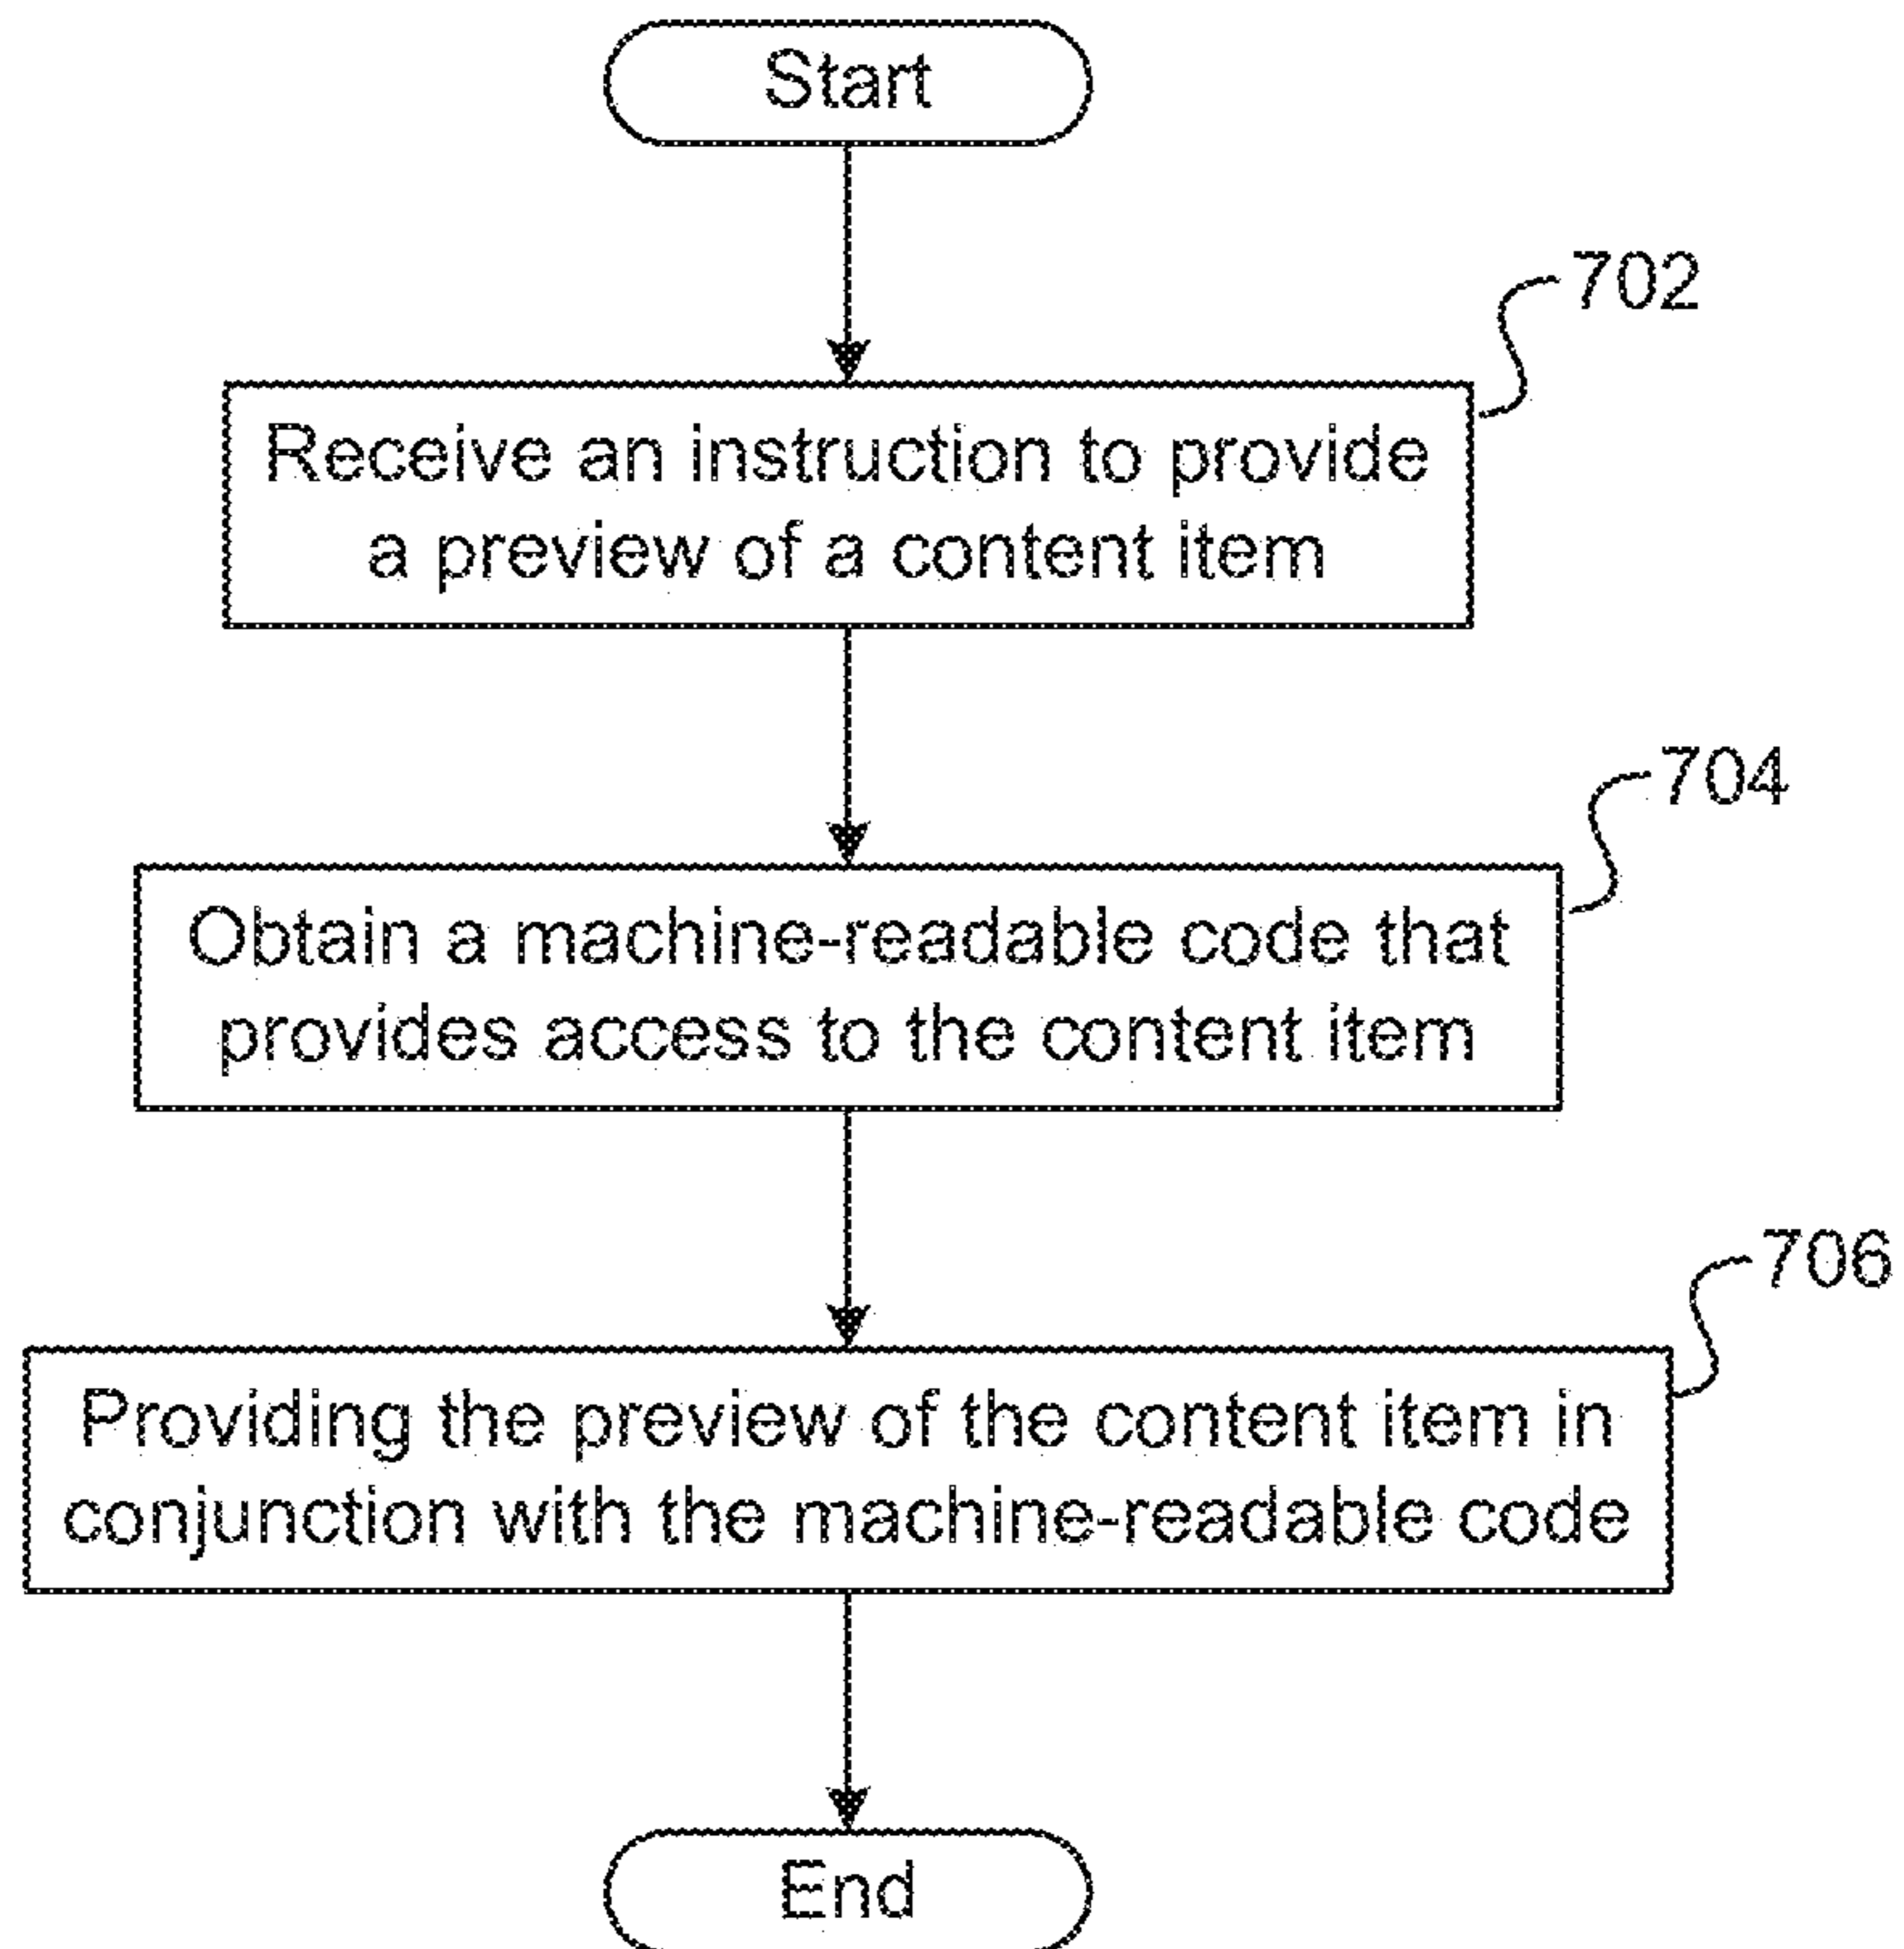 Start
702
Receive an instruction to provide
a preview of a content item
704
Obtain a machine-readable code that
provides access to the content item
706
Providing the preview of the content item in
conjunction with the machine-readable code
End